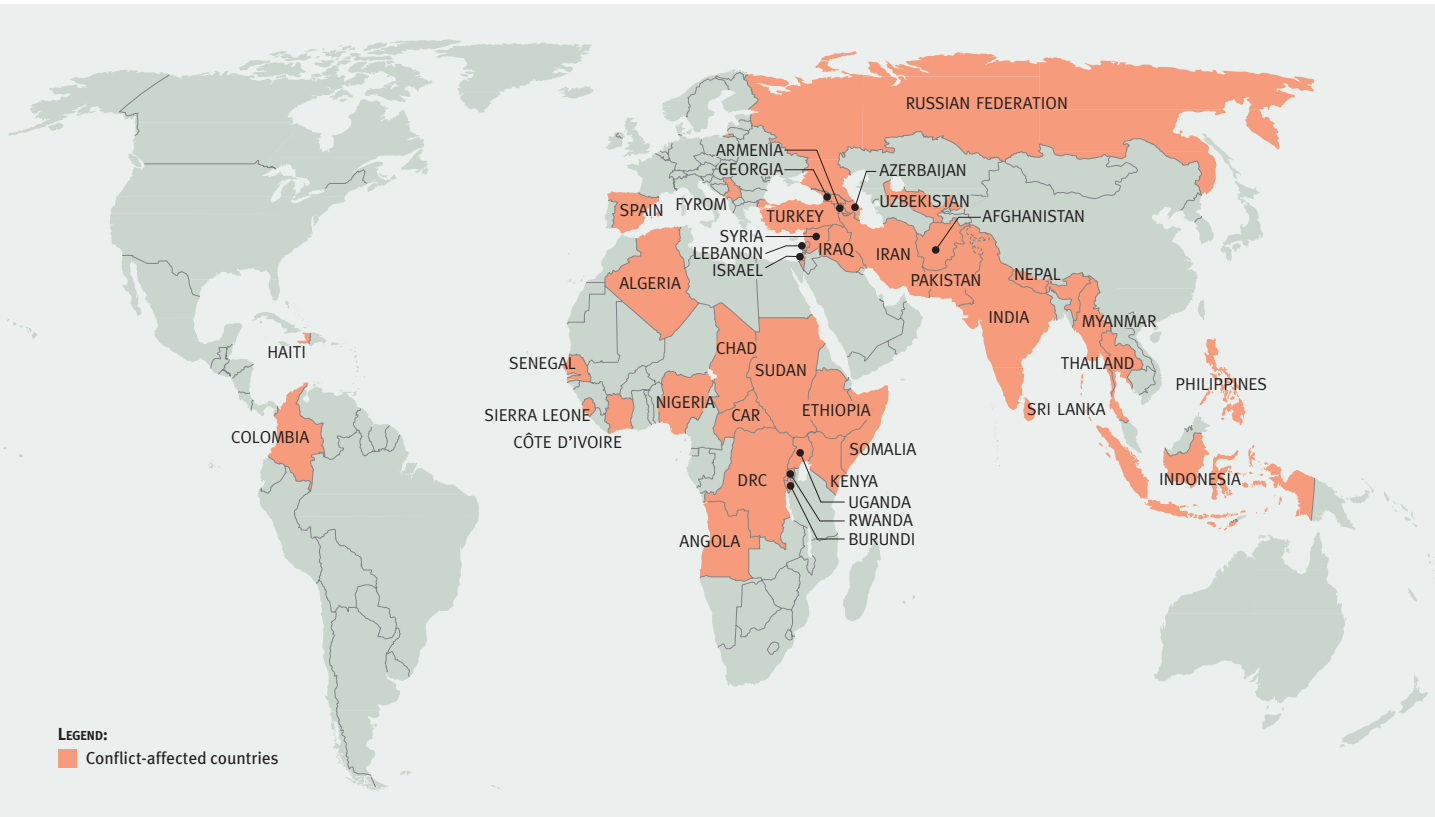 RUSSIAN FEDERATION
ARMENIA
GEORGIA
AZERBAIJAN
UZBEKISTAN
SPAIN
FYROM
TURKEY
AFGHANISTAN
SYRIA
LEBANON
ISRAEL
IRAQ
IRAN
PAKISTAN
NEPAL
ALGERIA
INDIA
MYANMAR
HAITI
CHAD
SENEGAL
SUDAN
THAILAND
PHILIPPINES
NIGERIA
SIERRA LEONE
CAR
ETHIOPIA
SRI LANKA
COLOMBIA
CÔTE D'IVOIRE
SOMALIA
DRC
KENYA
INDONESIA
UGANDA
RWANDA
ANGOLA
BURUNDI
LEGEND:
Conflict-affected countries